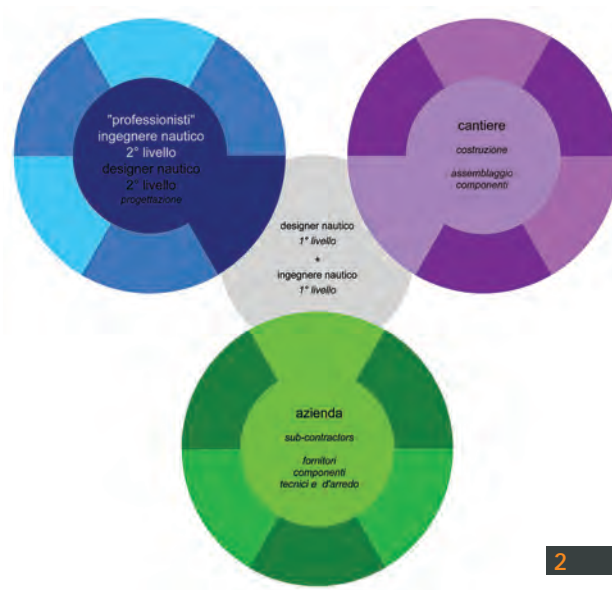 "professionisti"
ingegnere nautico
2° livello
designer nautico
2° livello
progettazione
cantiere
costruzione
assemblaggio
componenti
designer nautico
1° livello
+
ingegnere nautico
1° livello
azienda
sub-contractors
fornitori
componenti
tecnici e d'arredo
2